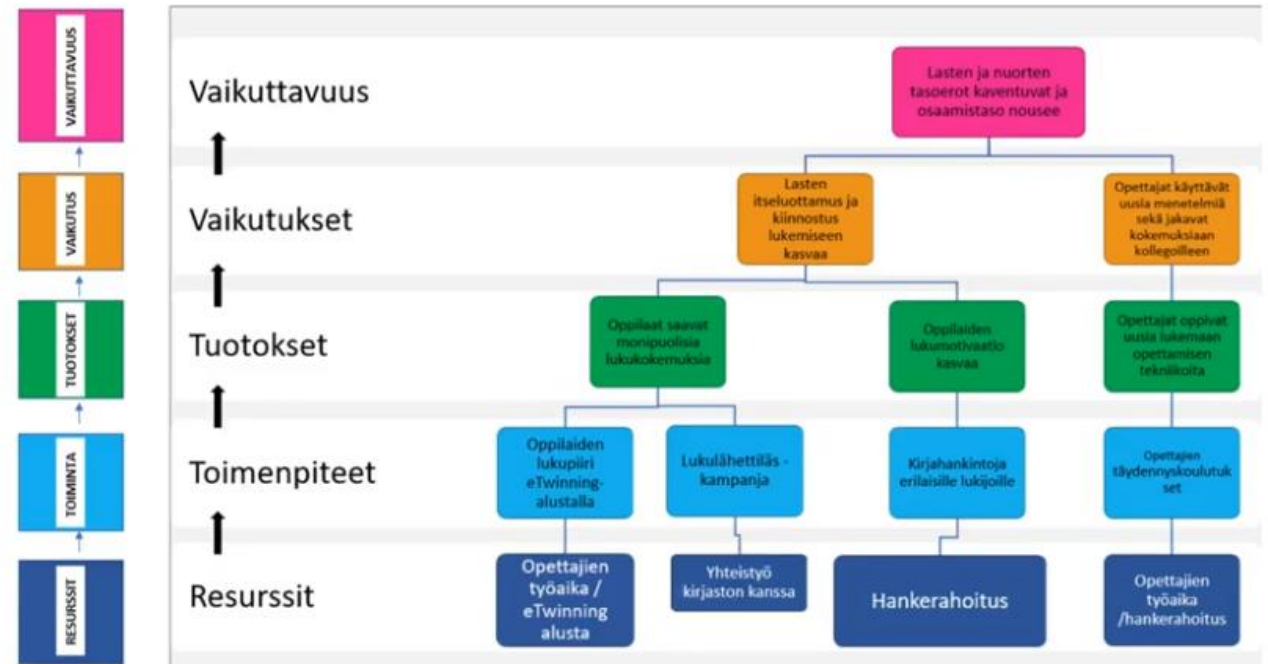 VAIKUTTAVUUS
Vaikuttavuus
Lasten ja nuorten
tasoerot kaventuvat ja
osaamistaso nousee
VAIKUTUS
Vaikutukset
Lasten
itseluottamus ja
kiinnostus
lukemiseen
kasvaa
Opettajat käyttävät
uusia menetelmiä
sekä jakavat
kokemuksiaan
kollegoilleen
TUOTOKSET
Tuotokset
Oppilaat saavat
monipuolisia
lukukokemuksia
Oppilaiden
lukumotivaatio
kasvaa
Opettajat oppivat
uusia lukemaan
opettamisen
tekniikoita
TOIMINTA
Toimenpiteet
Oppilaiden
lukupiiri
eTwinning-
alustalla
Lukulähettiläs -
kampanja
Kirjahankintoja
erilaisille lukijoille
Opettajien
täydennyskoulutuk
set
RESURSSIT
Resurssit
Opettajien
työaika /
eTwinning
alusta
Yhteistyö
kirjaston kanssa
Hankerahoitus
Opettajien
työaika
/hankerahoitus